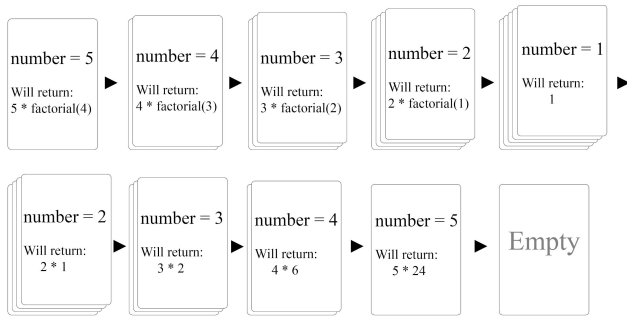 number = 5
Will return:
5 * factorial(4)
number = 4
Will return:
4 * factorial(3)
number = 3
Will return:
3 * factorial(2)
number = 2
Will return:
2 * factorial(1)
number = 1
Will return:
1
number = 2
Will return:
2 * 1
number = 3
Will return:
3 * 2
number = 4
Will return:
4 * 6
number = 5
Will return:
5 * 24
Empty